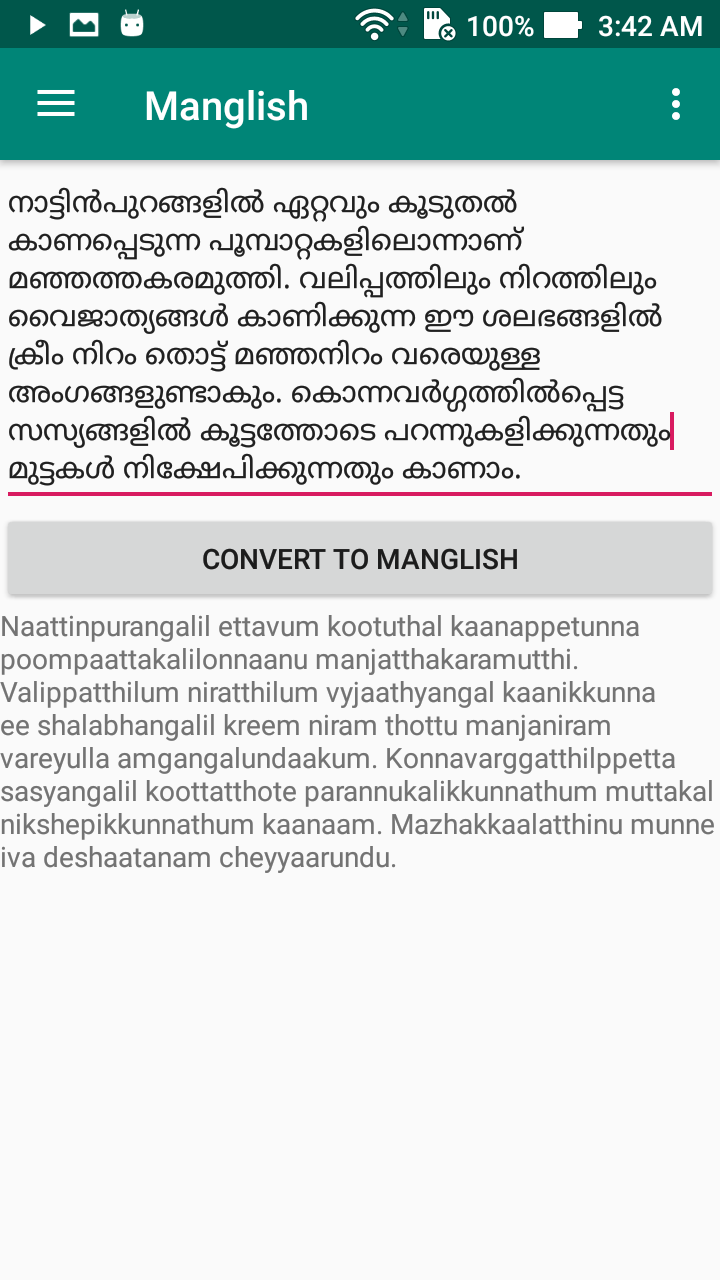 100% 3:42 AM
Manglish
നാട്ടിൻപുറങ്ങളിൽ ഏറ്റവും കൂടുതൽ
കാണപ്പെടുന്ന പൂമ്പാറ്റകളിലൊന്നാണ്
മഞ്ഞത്തകരമുത്തി. വലിപ്പത്തിലും നിറത്തിലും
വൈജാത്യങ്ങൾ കാണിക്കുന്ന ഈ ശലഭങ്ങളിൽ
ക്രീം നിറം തൊട്ട് മഞ്ഞനിറം വരെയുള്ള
അംഗങ്ങളുണ്ടാകും. കൊന്നവർഗ്ഗത്തിൽപ്പെട്ട
സസ്യങ്ങളിൽ കൂട്ടത്തോടെ പറന്നുകളിക്കുന്നതും
മുട്ടകൾ നിക്ഷേപിക്കുന്നതും കാണാം.
CONVERT TO MANGLISH
Naattinpurangalil ettavum kootuthal kaanappetunna
poompaattakalilonnaanu manjatthakaramutthi.
Valippatthilum niratthilum vyjaathyangal kaanikkunna
ee shalabhangalil kreem niram thottu manjaniram
vareyulla amgangalundaakum. Konnavarggatthilppetta
sasyangalil koottatthote parannukalikkunnathum muttakal
nikshepikkunnathum kaanaam. Mazhakkaalatthinu munne
iva deshaatanam cheyyaarundu.